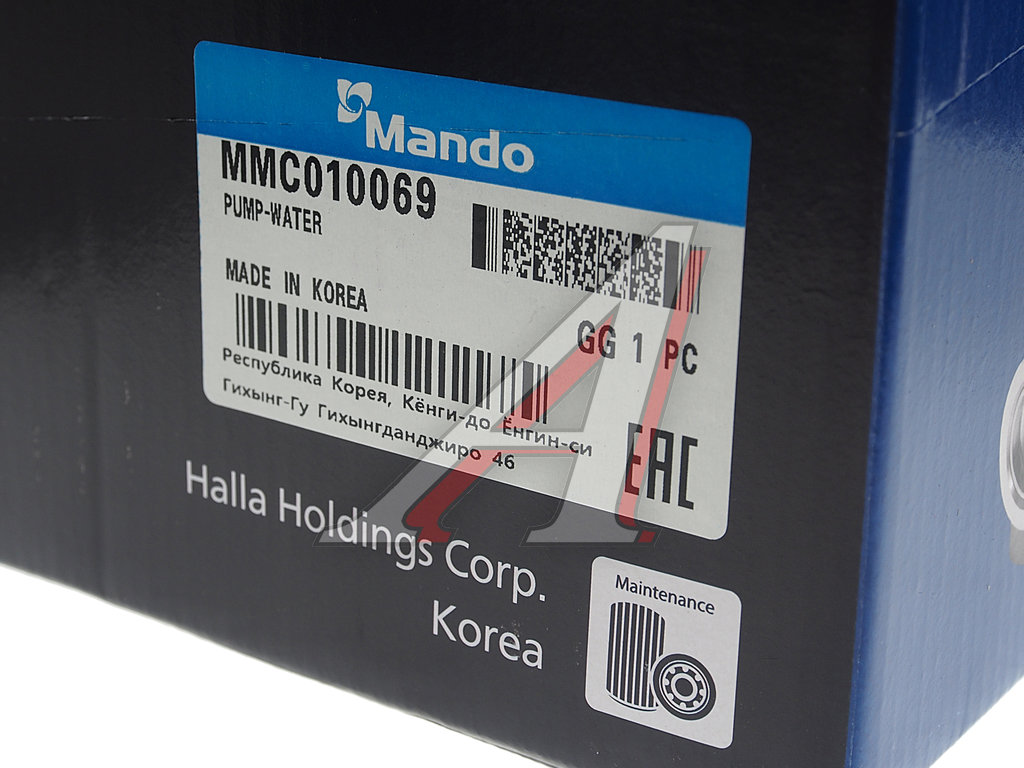 Mando
MMC010069
PUMP-WATER
MADE IN KOREA
GG 1 PC
Республика Корея, Кёнги-до Ёнгин-си
Гихынг-Гу Гихынгданджиро 46
EAC
Halla Holdings Corp.
Korea
Maintenance